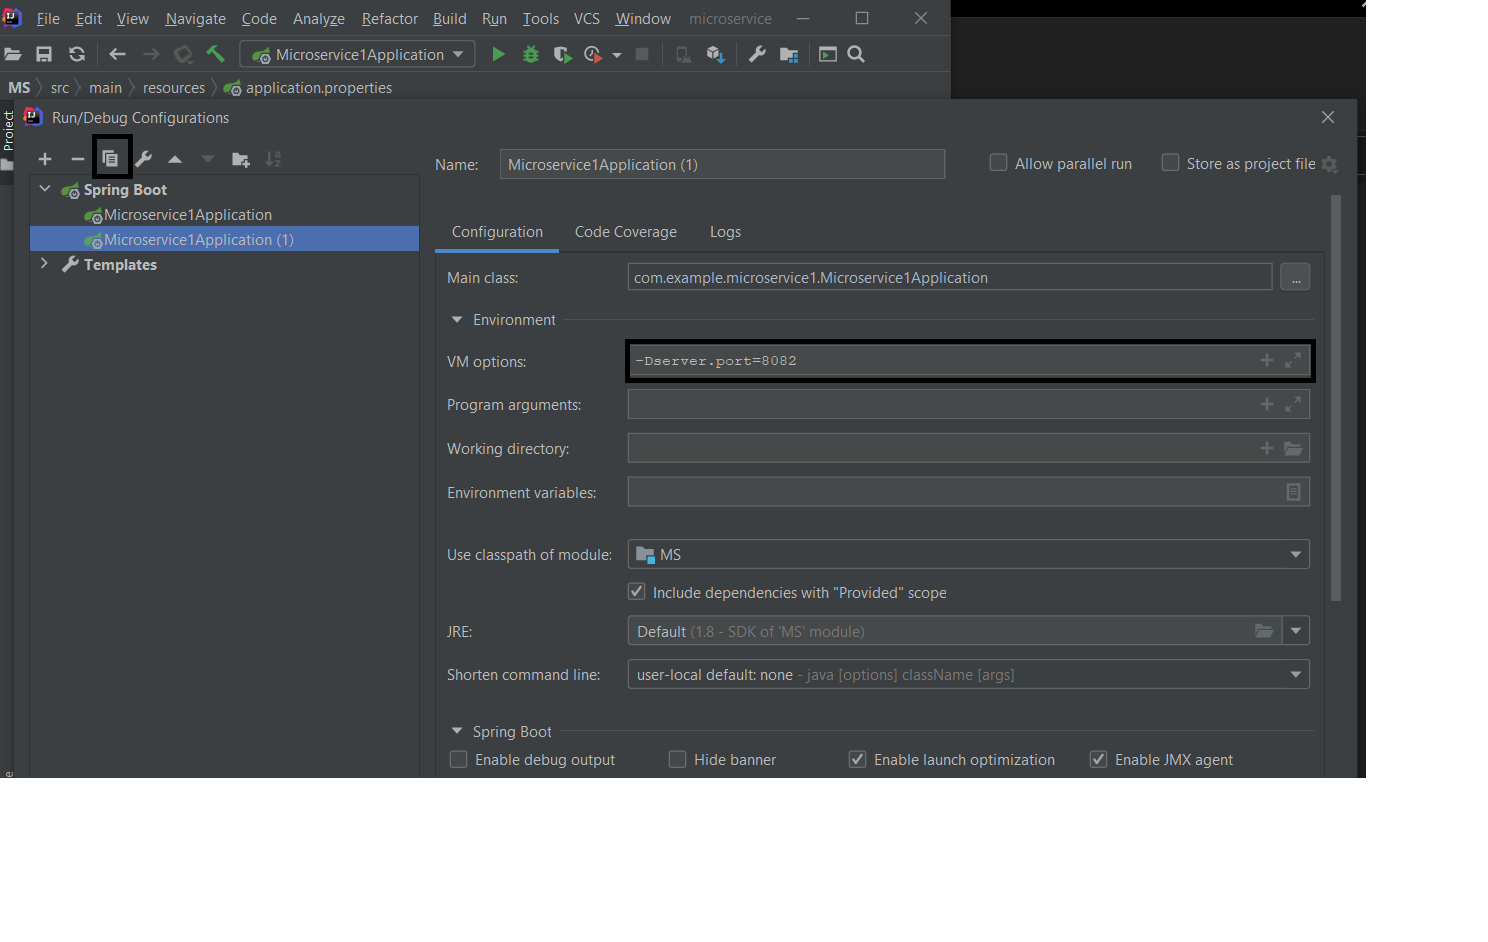 File Edit View Navigate Code Analyze Refactor Build Run Tools VCS Window microservice
Microservice1Application
MS src main resources application.properties
Project
Run/Debug Configurations
Name: Microservice1Application (1) Allow parallel run Store as project file
Spring Boot
Microservice1Application
Microservice1Application (1)
Templates
Configuration Code Coverage Logs
Main class: com.example.microservice1.Microservice1Application ...
Environment
VM options: -Dserver.port=8082
Program arguments:
Working directory:
Environment variables:
Use classpath of module: MS
Include dependencies with "Provided" scope
JRE: Default (1.8 - SDK of 'MS' module)
Shorten command line: user-local default: none - java [options] className [args]
Spring Boot
Enable debug output Hide banner Enable launch optimization Enable JMX agent